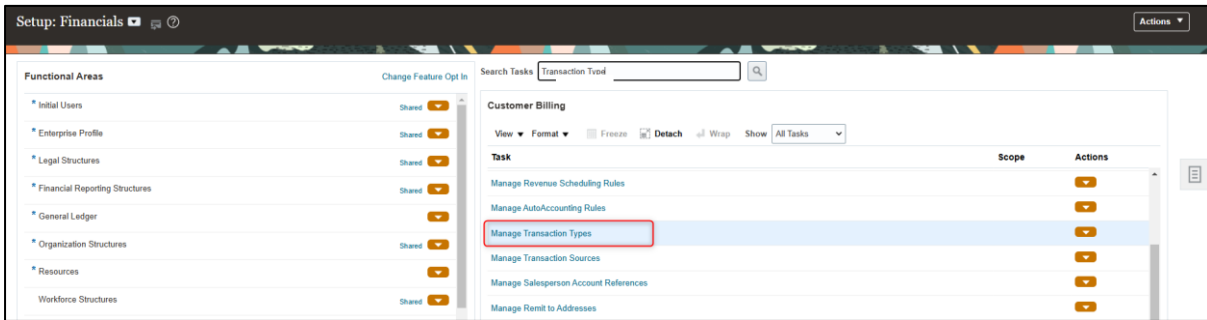 Setup: Financials
Actions
Functional Areas
Change Feature Opt In
* Initial Users Shared
* Enterprise Profile Shared
* Legal Structures Shared
* Financial Reporting Structures Shared
* General Ledger
* Organization Structures Shared
* Resources
Workforce Structures Shared
Search Tasks Transaction Type
Customer Billing
View Format Freeze Detach Wrap Show All Tasks
Task Scope Actions
Manage Revenue Scheduling Rules
Manage AutoAccounting Rules
Manage Transaction Types
Manage Transaction Sources
Manage Salesperson Account References
Manage Remit to Addresses